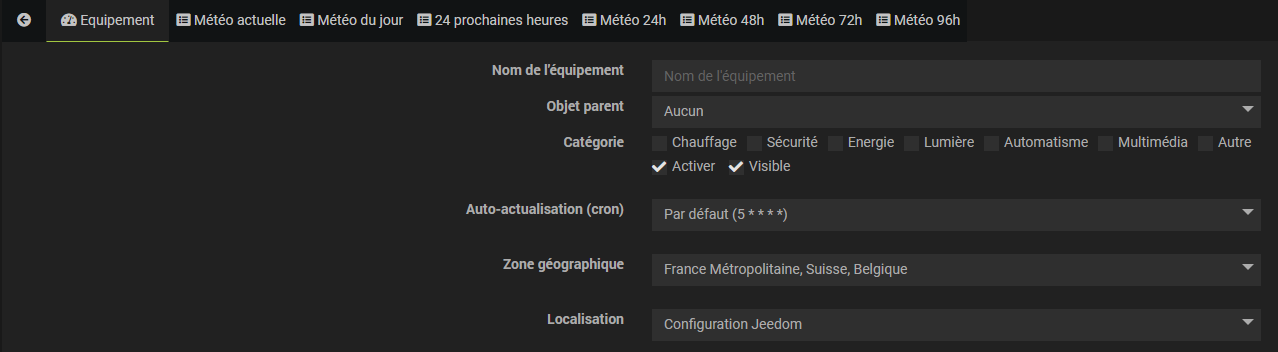 Equipement Météo actuelle Météo du jour 24 prochaines heures Météo 24h Météo 48h Météo 72h Météo 96h
Nom de l'équipement Nom de l'équipement
Objet parent Aucun
Catégorie Chauffage Sécurité Energie Lumière Automatisme Multimédia Autre
Activer Visible
Auto-actualisation (cron) Par défaut (5 * * * *)
Zone géographique France Métropolitaine, Suisse, Belgique
Localisation Configuration Jeedom